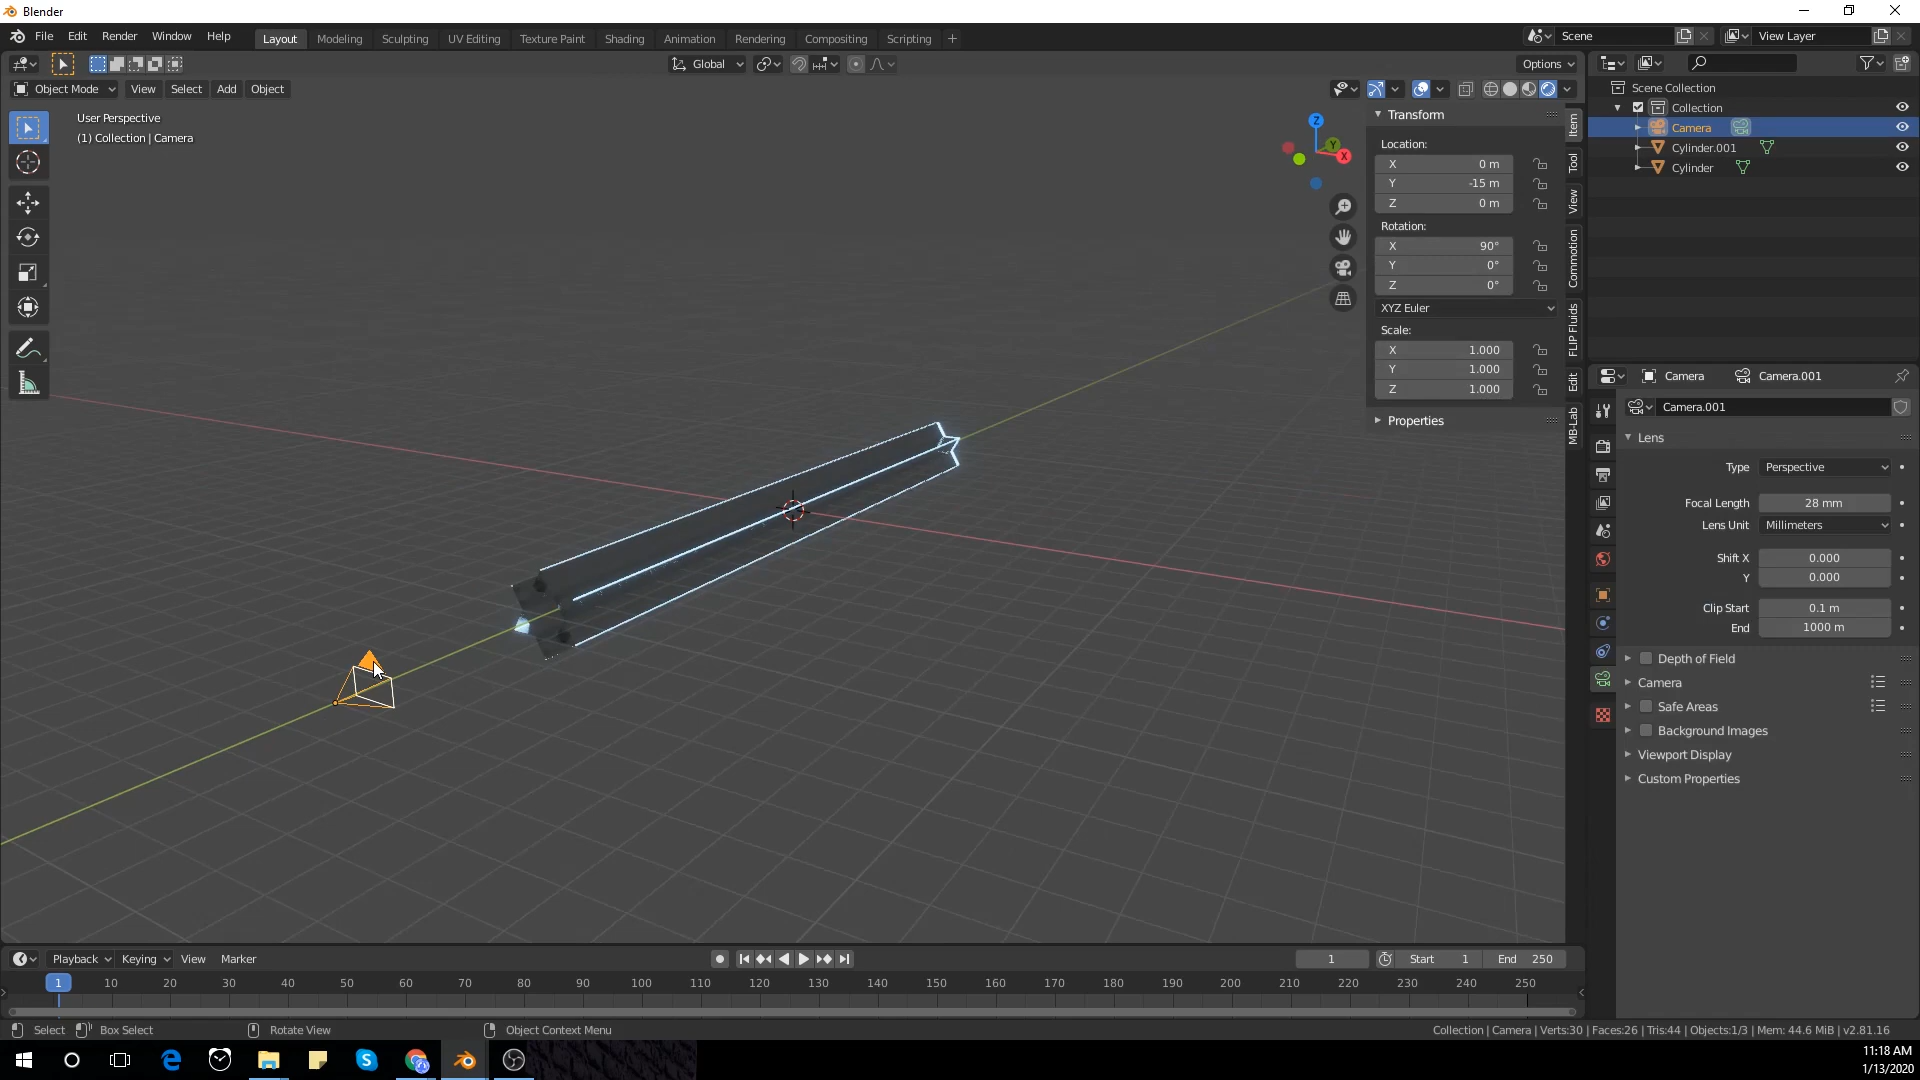 Blender
File Edit Render Window Help
Layout Modeling Sculpting UV Editing Texture Paint Shading Animation Rendering Compositing Scripting +
Scene
View Layer
Global
Options
Object Mode View Select Add Object
User Perspective
(1) Collection | Camera
Z
Y
X
Transform
Location:
X 0 m
Y -15 m
Z 0 m
Rotation:
X 90°
Y 0°
Z 0°
XYZ Euler
Scale:
X 1.000
Y 1.000
Z 1.000
Properties
Item
Tool
View
Commotion
FLIP Fluids
Edit
MB-Lab
Scene Collection
Collection
Camera
Cylinder.001
Cylinder
Camera Camera.001
Camera.001
Lens
Type Perspective
Focal Length 28 mm
Lens Unit Millimeters
Shift X 0.000
Y 0.000
Clip Start 0.1 m
End 1000 m
Depth of Field
Camera
Safe Areas
Background Images
Viewport Display
Custom Properties
Playback Keying View Marker
1
Start 1
End 250
1 10 20 30 40 50 60 70 80 90 100 110 120 130 140 150 160 170 180 190 200 210 220 230 240 250
Select Box Select Rotate View Object Context Menu
Collection | Camera | Verts:30 | Faces:26 | Tris:44 | Objects:1/3 | Mem: 44.6 MiB | v2.81.16
11:18 AM
1/13/2020